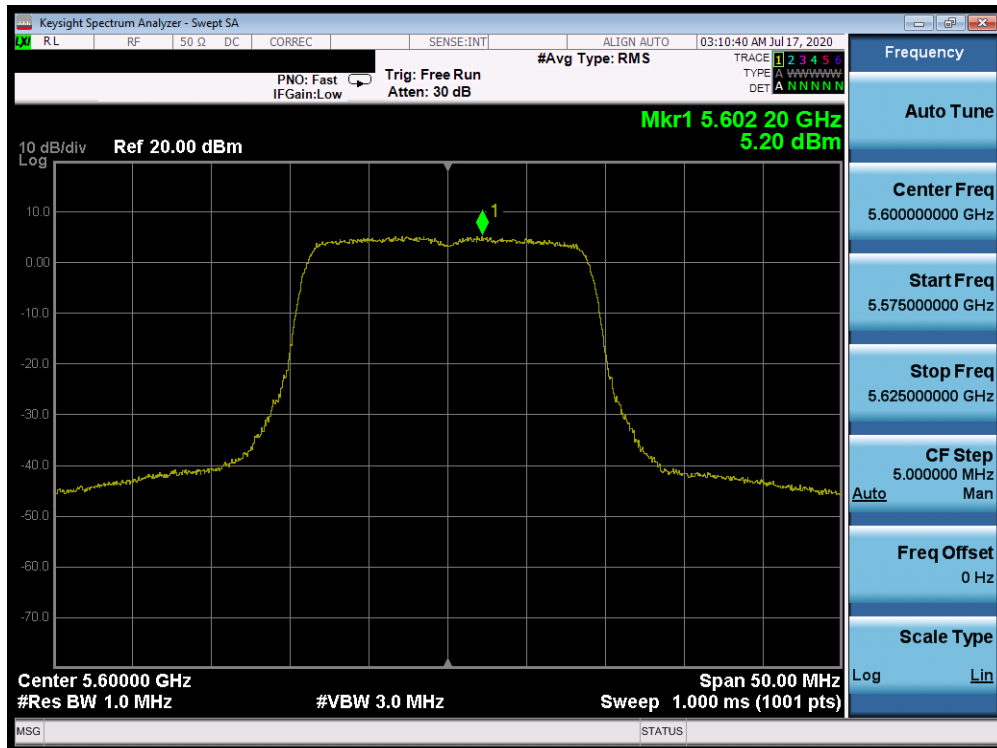 Keysight Spectrum Analyzer - Swept SA
LXI RL RF 50 Ω DC CORREC SENSE:INT ALIGN AUTO 03:10:40 AM Jul 17, 2020
#Avg Type: RMS
PNO: Fast Trig: Free Run
IFGain:Low Atten: 30 dB
TRACE 1 2 3 4 5 6
TYPE A WWWWW
DET A N N N N N
Mkr1 5.602 20 GHz
5.20 dBm
10 dB/div Ref 20.00 dBm
Log
10.0
0.00
-10.0
-20.0
-30.0
-40.0
-50.0
-60.0
-70.0
1
Center 5.60000 GHz Span 50.00 MHz
#Res BW 1.0 MHz #VBW 3.0 MHz Sweep 1.000 ms (1001 pts)
MSG STATUS
Frequency
Auto Tune
Center Freq
5.600000000 GHz
Start Freq
5.575000000 GHz
Stop Freq
5.625000000 GHz
CF Step
5.000000 MHz
Auto Man
Freq Offset
0 Hz
Scale Type
Log Lin